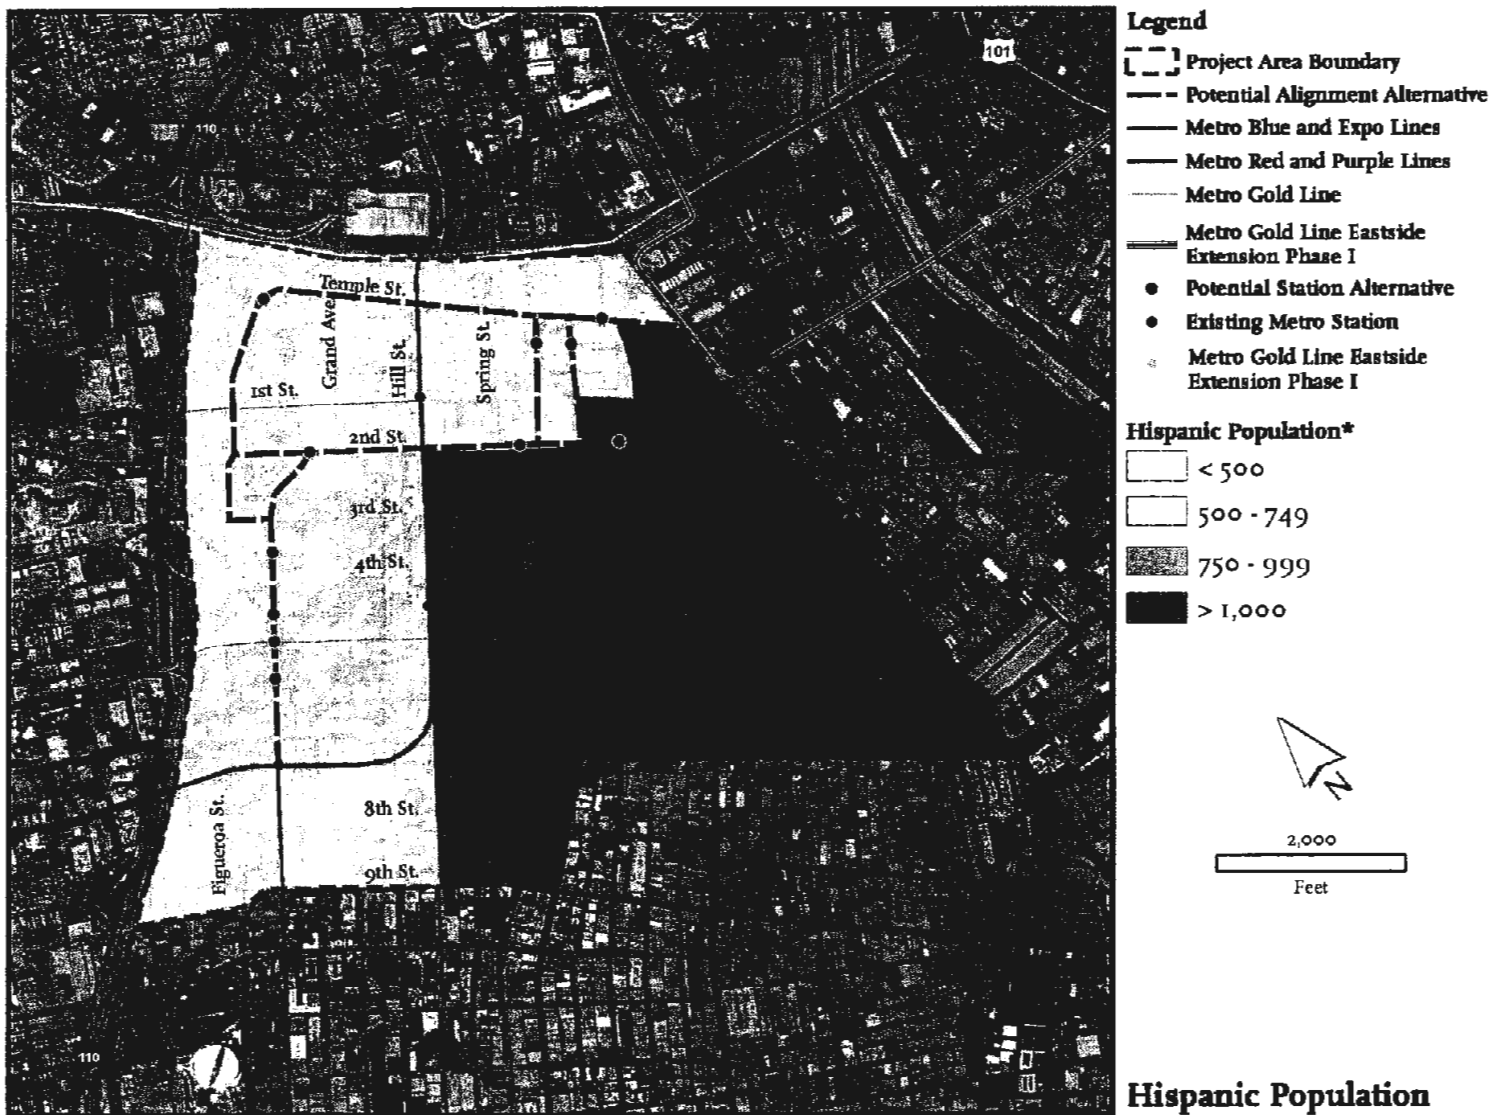 Legend
Project Area Boundary
Potential Alignment Alternative
Metro Blue and Expo Lines
Metro Red and Purple Lines
Metro Gold Line
Metro Gold Line Eastside
Extension Phase I
Potential Station Alternative
Existing Metro Station
Metro Gold Line Eastside
Extension Phase I
Hispanic Population*
< 500
500 - 749
750 - 999
> 1,000
N
2,000
Feet
Hispanic Population
101
110
Temple St.
Grand Ave
Hill St.
Spring St.
1st St.
2nd St.
3rd St.
4th St.
8th St.
Figueroa St.
9th St.
110